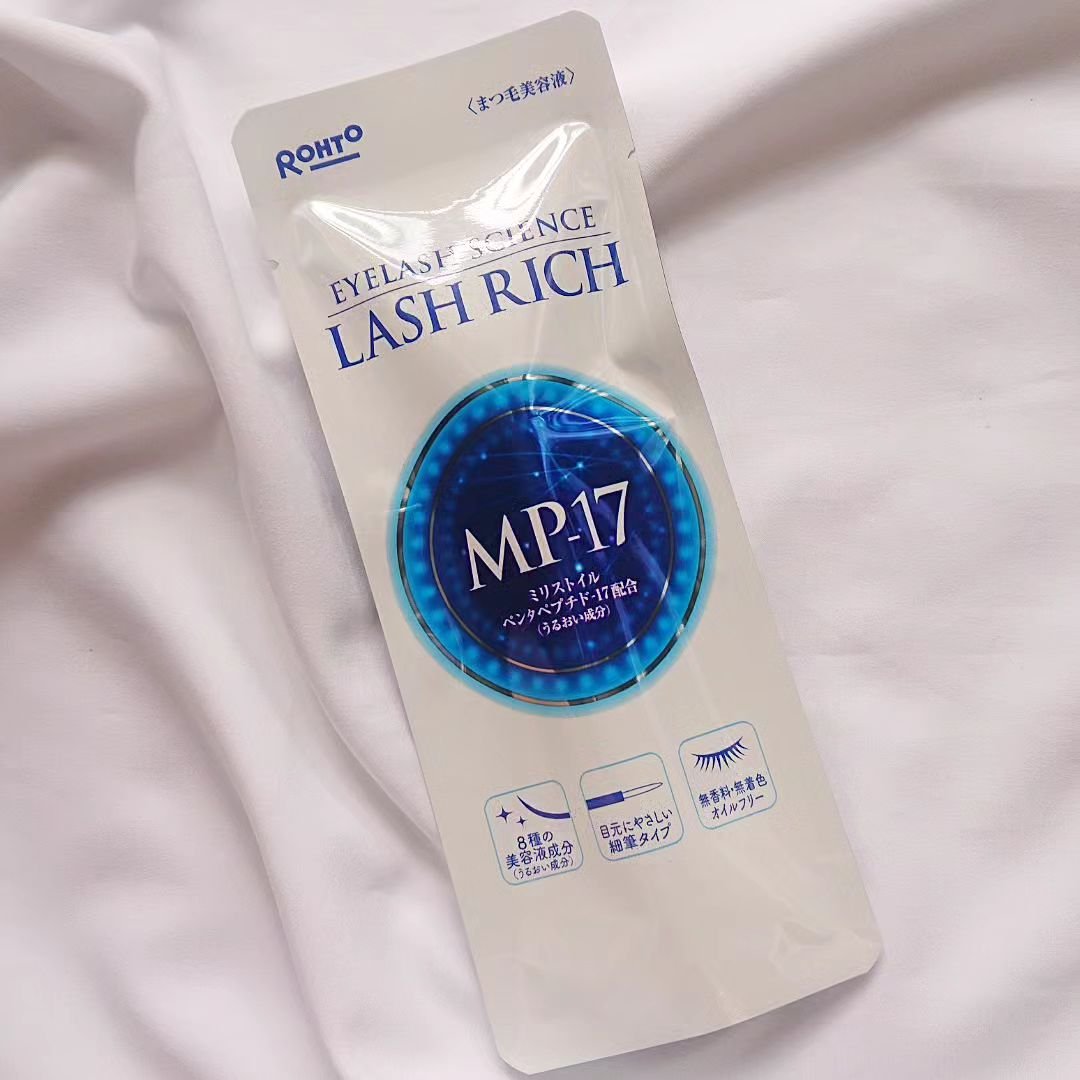 〈まつ毛美容液〉
ROHTO
EYELASH SCIENCE
LASH RICH
MP-17
ミリストイル
ペンタペプチド-17配合
(うるおい成分)
8種の
美容液成分
(うるおい成分)
目元にやさしい
細筆タイプ
無香料・無着色
オイルフリー